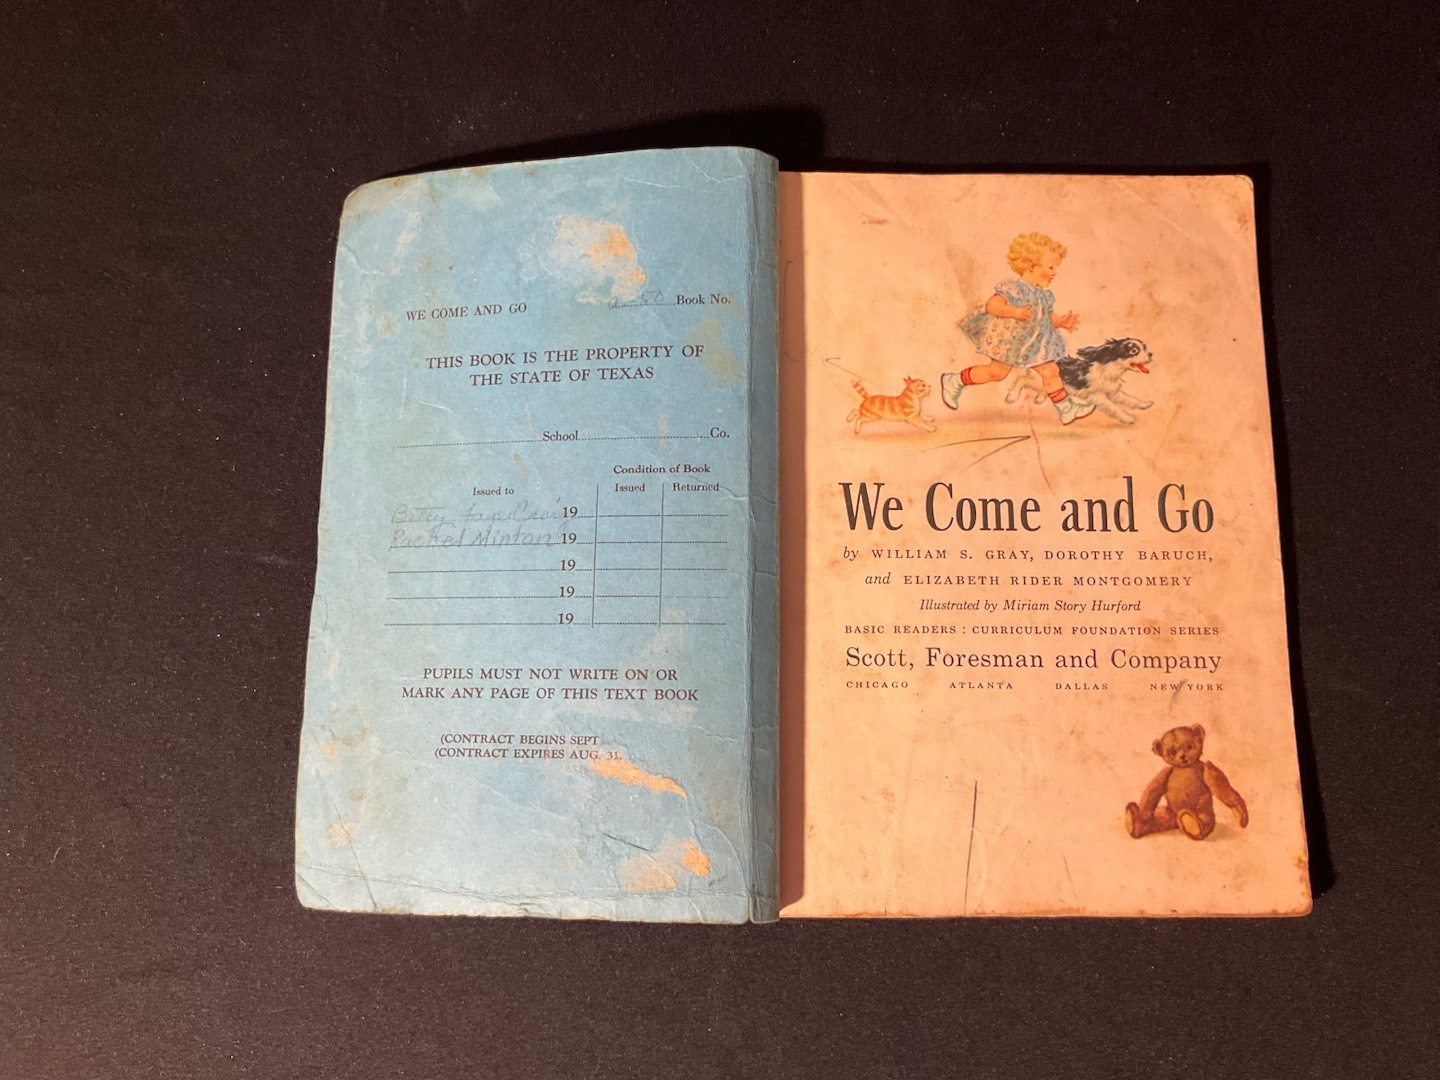 WE COME AND GO ........50 Book No.
THIS BOOK IS THE PROPERTY OF
THE STATE OF TEXAS
School Co.
Condition of Book
Issued to Issued Returned
Betty Faye Craig 19
Rachel Minton 19
19
19
19
PUPILS MUST NOT WRITE ON OR
MARK ANY PAGE OF THIS TEXT BOOK
(CONTRACT BEGINS SEPT
(CONTRACT EXPIRES AUG. 31,
We Come and Go
by WILLIAM S. GRAY, DOROTHY BARUCH,
and ELIZABETH RIDER MONTGOMERY
Illustrated by Miriam Story Hurford
BASIC READERS : CURRICULUM FOUNDATION SERIES
Scott, Foresman and Company
CHICAGO ATLANTA DALLAS NEW YORK